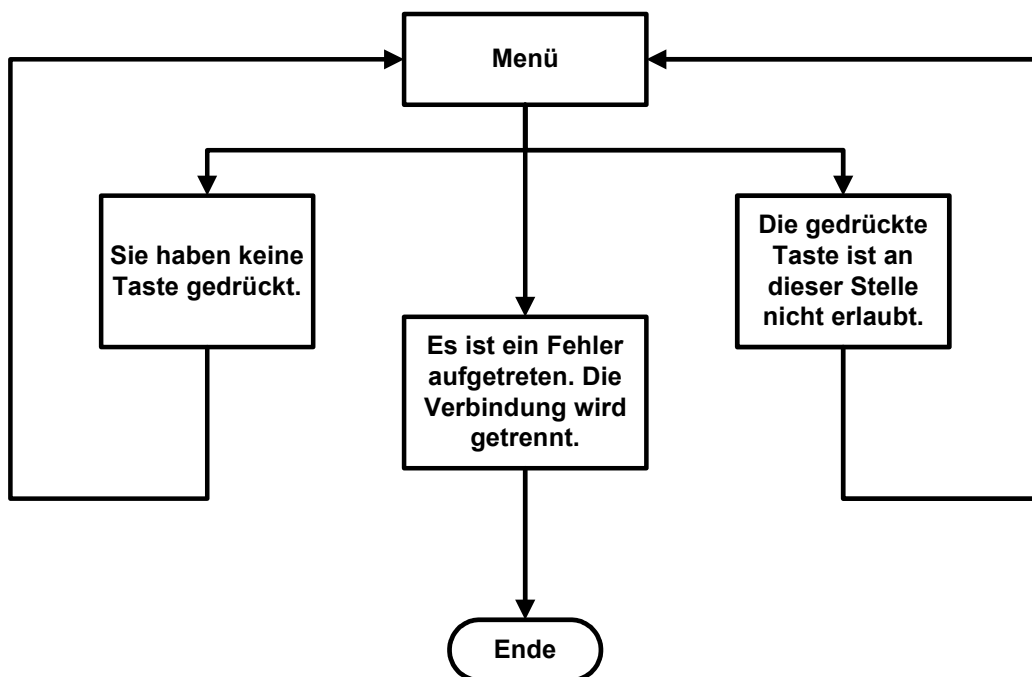 Menü
Sie haben keine
Taste gedrückt.
Die gedrückte
Taste ist an
dieser Stelle
nicht erlaubt.
Es ist ein Fehler
aufgetreten. Die
Verbindung wird
getrennt.
Ende